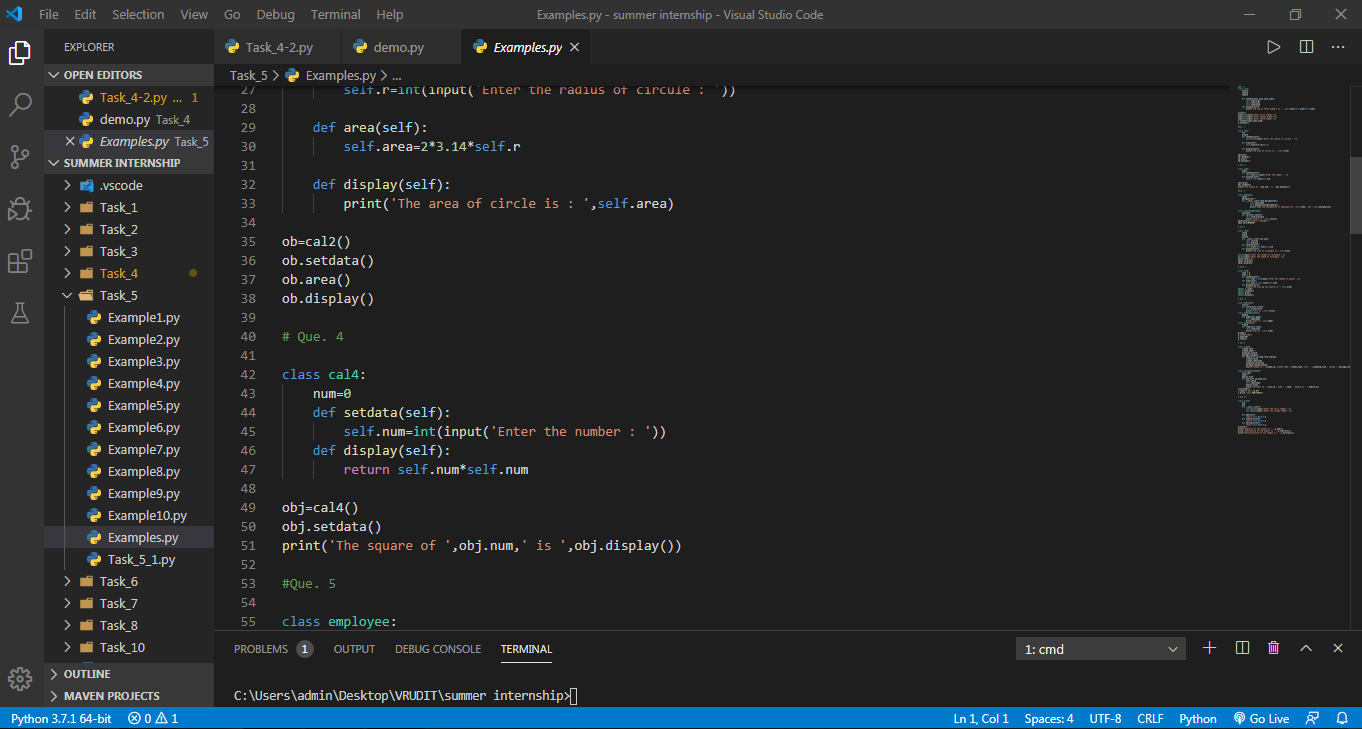 File Edit Selection View Go Debug Terminal Help Examples.py - summer internship - Visual Studio Code
EXPLORER
OPEN EDITORS
Task_4-2.py ... 1
demo.py Task_4
Examples.py Task_5
SUMMER INTERNSHIP
.vscode
Task_1
Task_2
Task_3
Task_4
Task_5
Example1.py
Example2.py
Example3.py
Example4.py
Example5.py
Example6.py
Example7.py
Example8.py
Example9.py
Example10.py
Examples.py
Task_5_1.py
Task_6
Task_7
Task_8
Task_10
OUTLINE
MAVEN PROJECTS
Task_4-2.py demo.py Examples.py
Task_5 > Examples.py > ...
27 self.r=int(input('Enter the radius of circule : '))
28
29 def area(self):
30 self.area=2*3.14*self.r
31
32 def display(self):
33 print('The area of circle is : ',self.area)
34
35 ob=cal2()
36 ob.setdata()
37 ob.area()
38 ob.display()
39
40 # Que. 4
41
42 class cal4:
43 num=0
44 def setdata(self):
45 self.num=int(input('Enter the number : '))
46 def display(self):
47 return self.num*self.num
48
49 obj=cal4()
50 obj.setdata()
51 print('The square of ',obj.num,' is ',obj.display())
52
53 #Que. 5
54
55 class employee:
PROBLEMS 1 OUTPUT DEBUG CONSOLE TERMINAL 1: cmd
C:\Users\admin\Desktop\VRUDIT\summer internship>
Python 3.7.1 64-bit 0 1 Ln 1, Col 1 Spaces: 4 UTF-8 CRLF Python Go Live